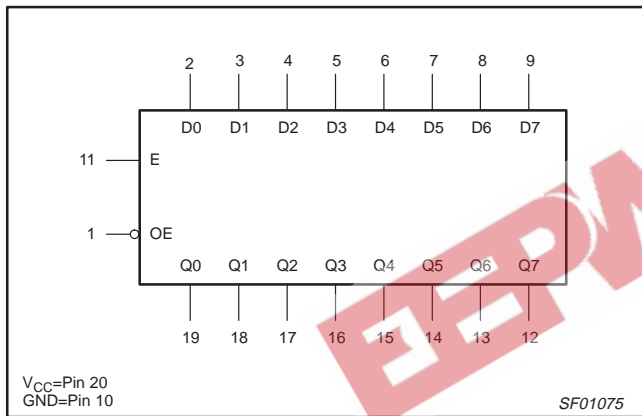 2 3 4 5 6 7 8 9
D0 D1 D2 D3 D4 D5 D6 D7
11 E
1 OE
Q0 Q1 Q2 Q3 Q4 Q5 Q6 Q7
19 18 17 16 15 14 13 12
VCC=Pin 20
GND=Pin 10
SF01075
EEPW